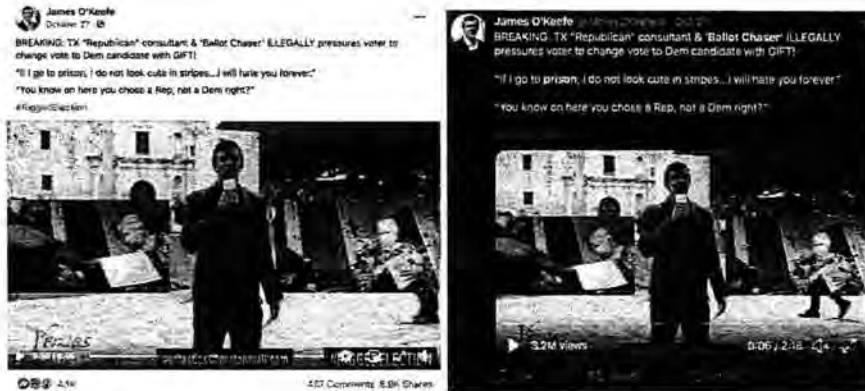 James O'Keefe
October 27
BREAKING: TX "Republican" consultant & 'Ballot Chaser' ILLEGALLY pressures voter to
change vote to Dem candidate with GIFT!
"If I go to prison, I do not look cute in stripes...I will hate you forever."
"You know on here you chose a Rep, not a Dem right?"
#RiggedElection
4.1K
457 Comments 8.9K Shares
James O'Keefe
BREAKING: TX "Republican" consultant & 'Ballot Chaser' ILLEGALLY
pressures voter to change vote to Dem candidate with GIFT!
"If I go to prison, I do not look cute in stripes...I will hate you forever."
"You know on here you chose a Rep, not a Dem right?"
3.2M views
0:06 / 2:16